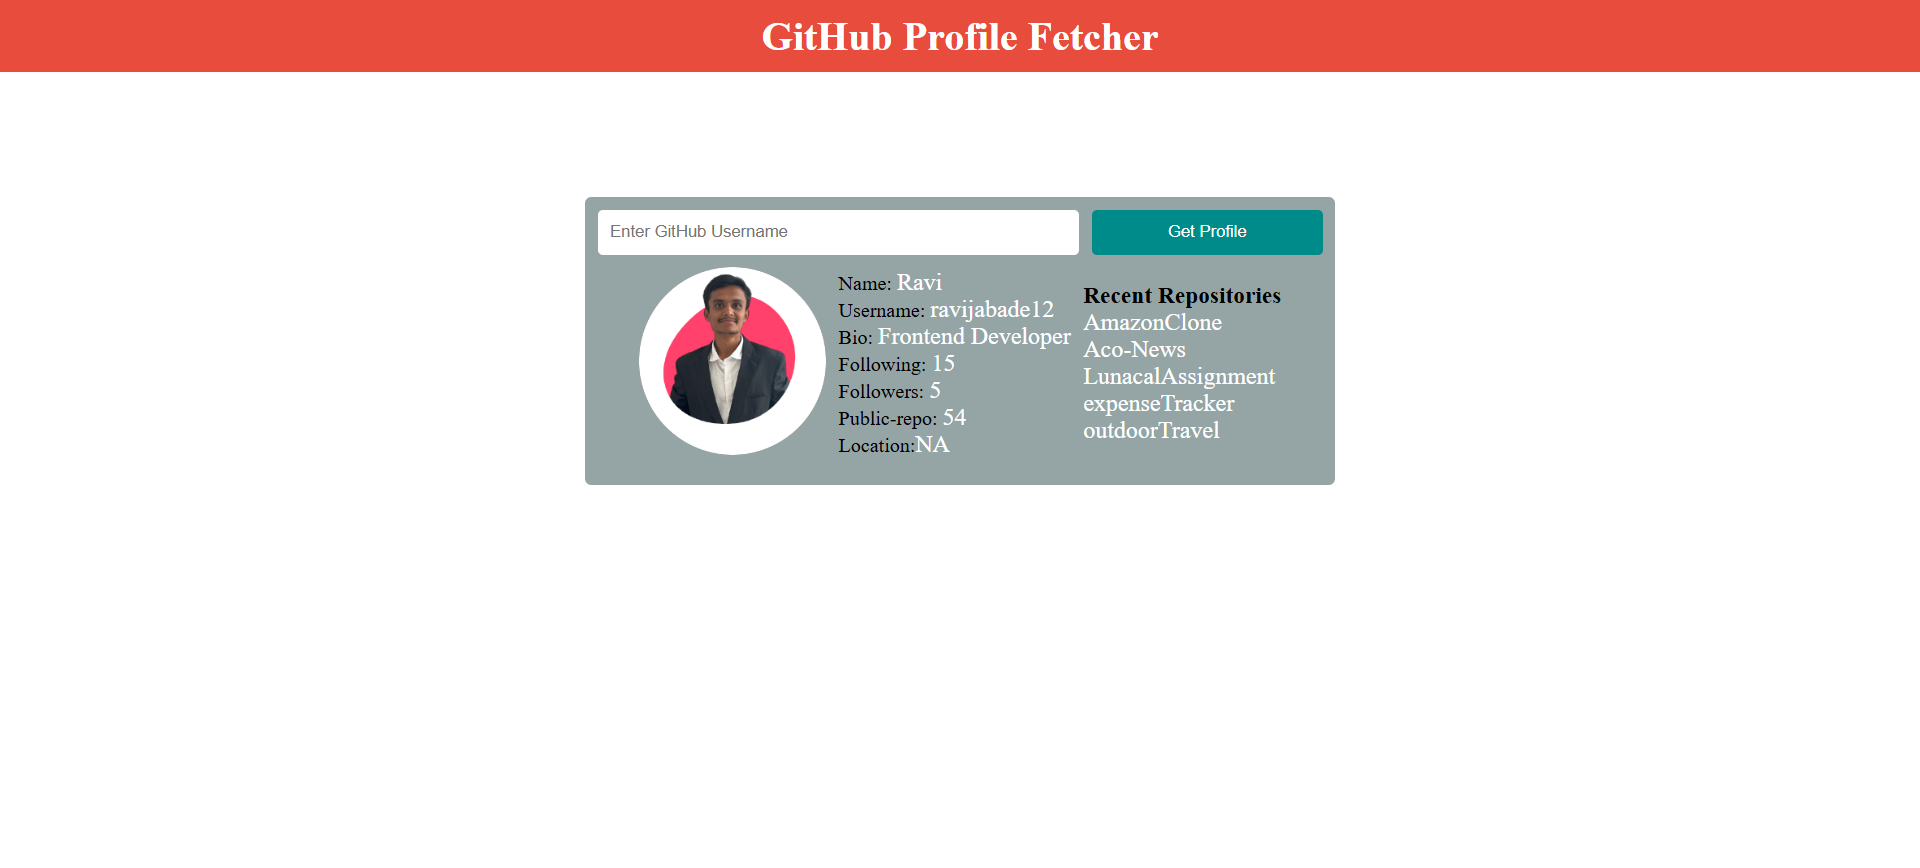 GitHub Profile Fetcher
Enter GitHub Username
Get Profile
Name: Ravi
Username: ravijabade12
Bio: Frontend Developer
Following: 15
Followers: 5
Public-repo: 54
Location:NA
Recent Repositories
AmazonClone
Aco-News
LunacalAssignment
expenseTracker
outdoorTravel